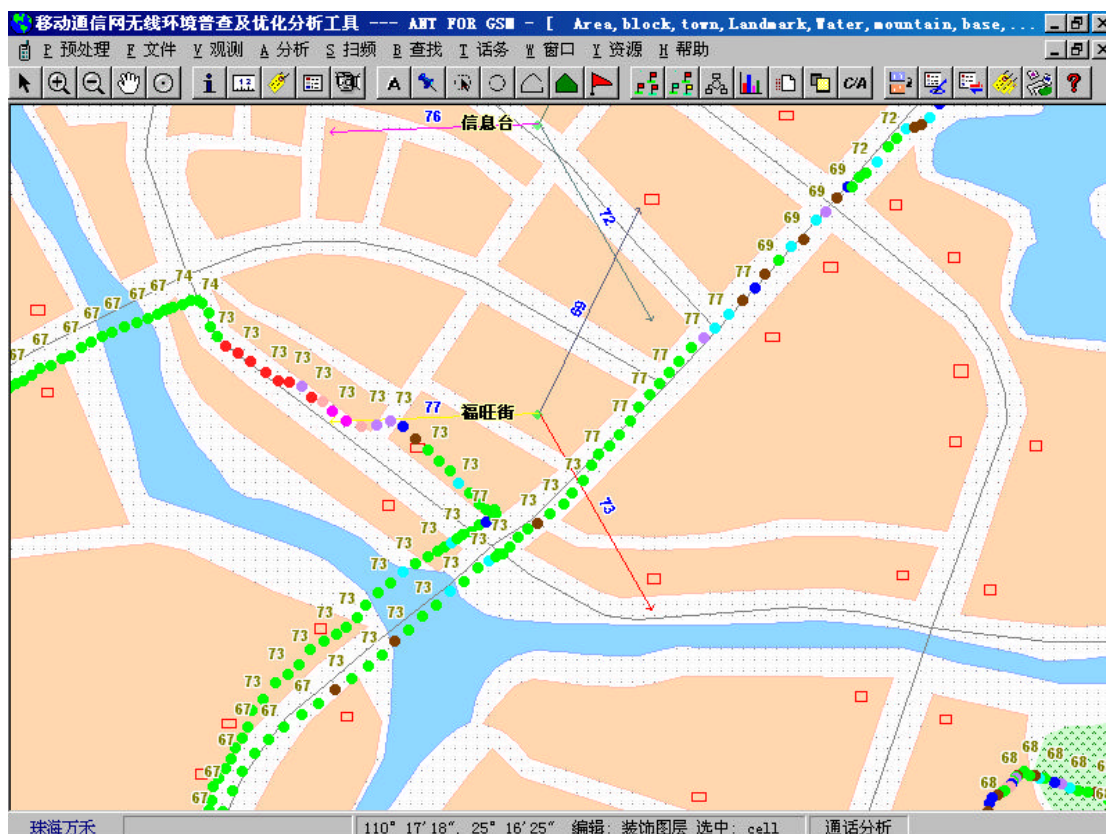 移动通信网无线环境普查及优化分析工具 --- ANT FOR GSM - [ Area,block,town,Landmark,Water,mountain,base,...
P 预处理 F 文件 V 观测 A 分析 S 扫频 B 查找 T 话务 W 窗口 Y 资源 H 帮助
A C/A ?
76 信息台 72
72
69
69
72 69
69
77
74 74 67 67 77
67 67 69 77
67 67 73 77
67 73 73 73 77
73 73 73 77 福旺街 77
73 77
73 73
77 73 73 73
73 73 73
73 73
73 73
73 73
73 73
73 67
67 67
67 67
67
67
68 68 68
68 68
珠海万禾 110° 17'18", 25° 16'25" 编辑: 装饰图层 选中: cell 通话分析